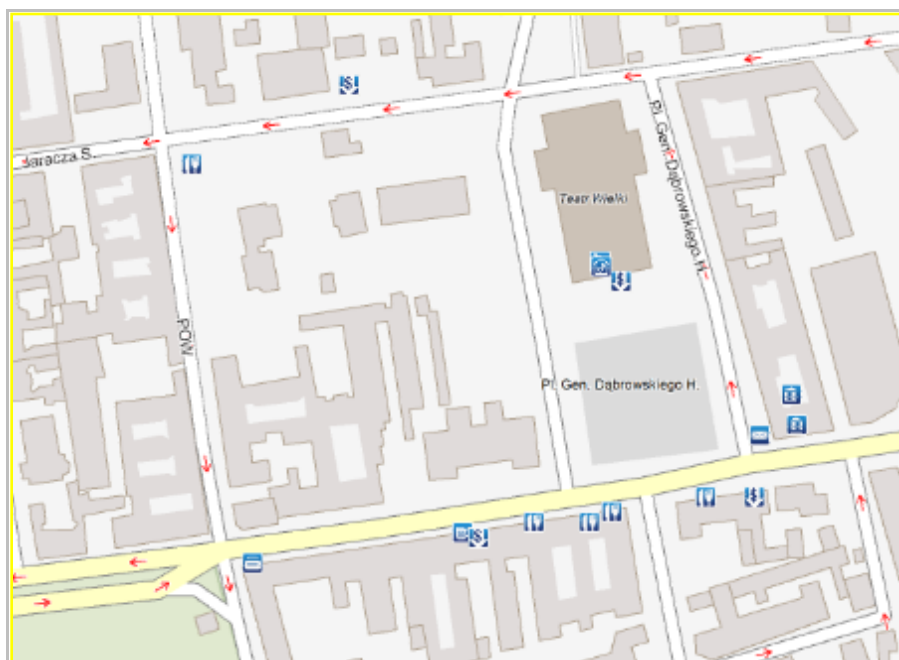 Jaracza S.
Pl. Gen. Dąbrowskiego H.
Teatr Wielki
POW
Pl. Gen. Dąbrowskiego H.